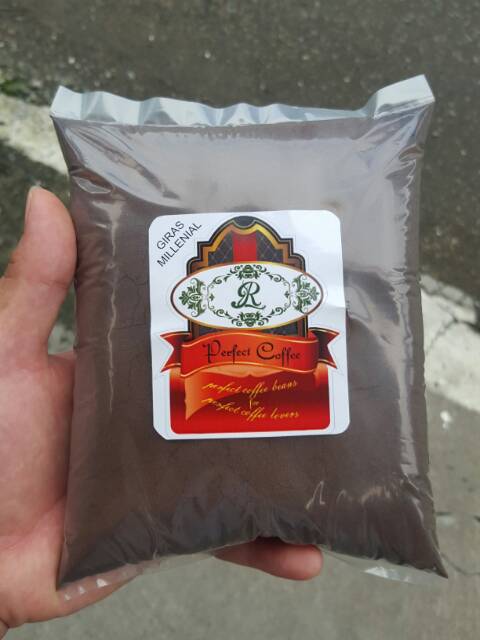 GIRAS
MILLENIAL
R
Perfect Coffee
perfect coffee beans
for
perfect coffee lovers